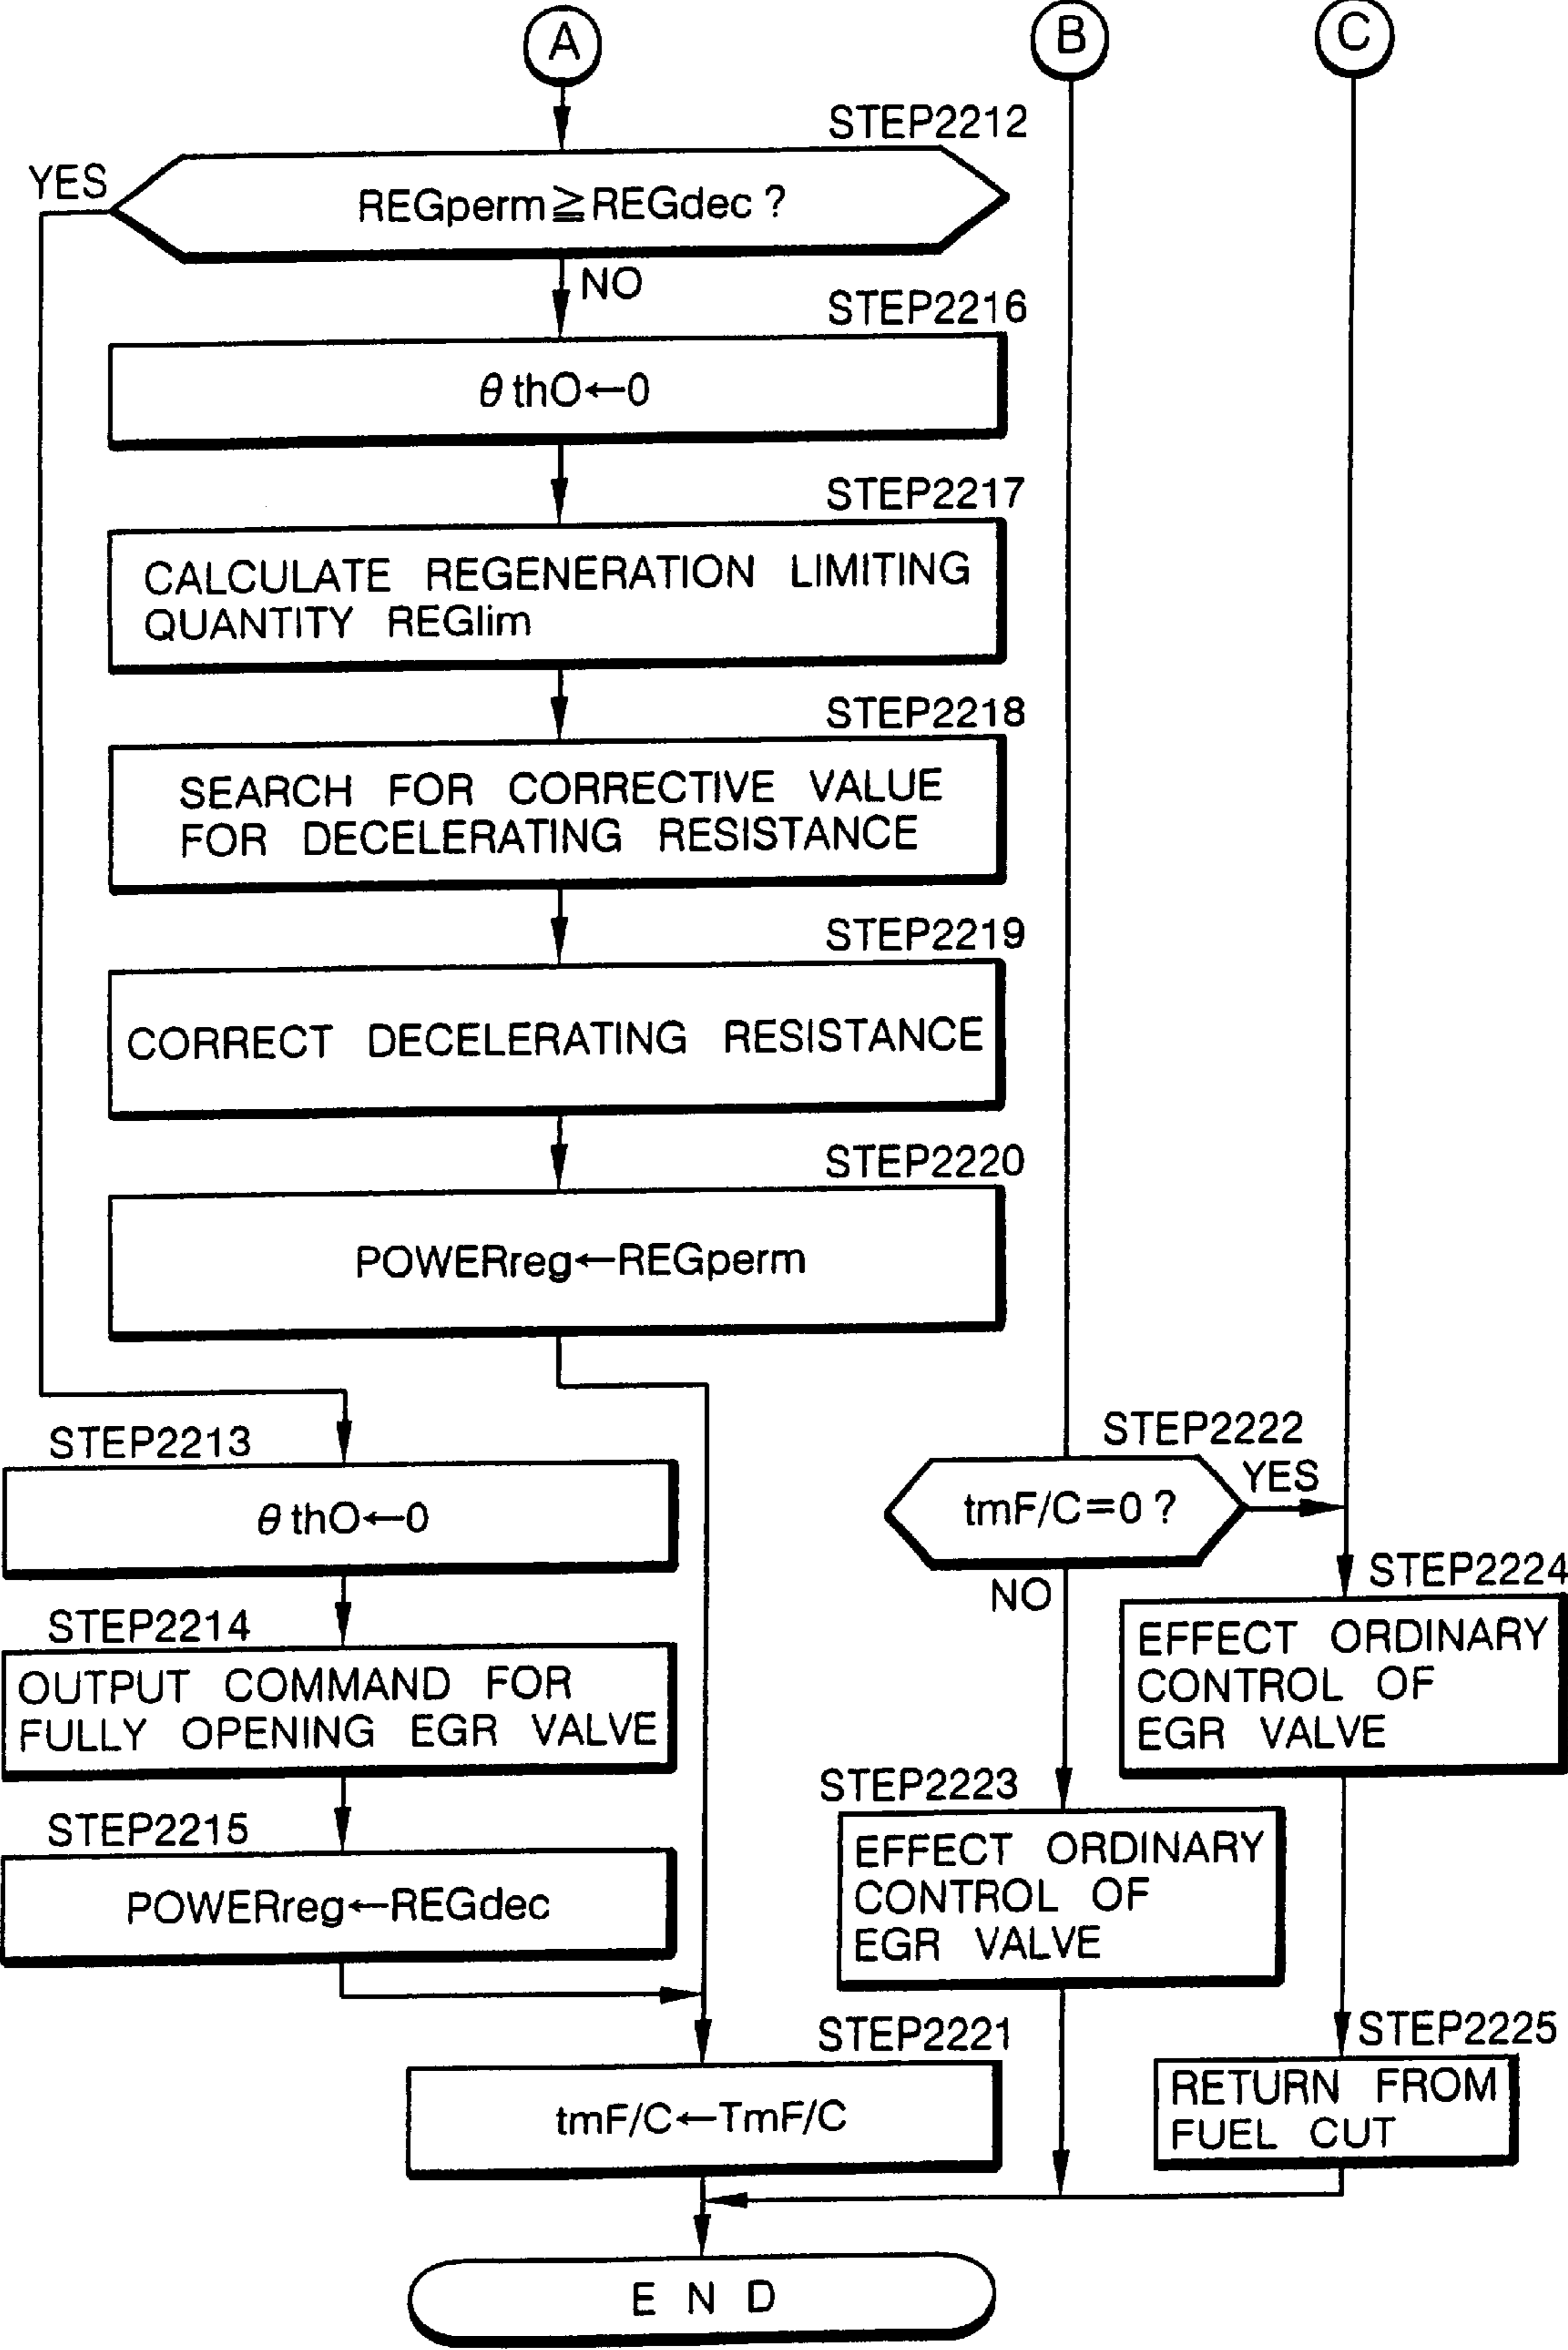 A
B
C
STEP2212
YES
REGperm≧REGdec ?
NO
STEP2216
θthO←0
STEP2217
CALCULATE REGENERATION LIMITING
QUANTITY REGlim
STEP2218
SEARCH FOR CORRECTIVE VALUE
FOR DECELERATING RESISTANCE
STEP2219
CORRECT DECELERATING RESISTANCE
STEP2220
POWERreg←REGperm
STEP2213
θthO←0
STEP2214
OUTPUT COMMAND FOR
FULLY OPENING EGR VALVE
STEP2215
POWERreg←REGdec
STEP2222
tmF/C=0 ?
YES
NO
STEP2224
EFFECT ORDINARY
CONTROL OF
EGR VALVE
STEP2223
EFFECT ORDINARY
CONTROL OF
EGR VALVE
STEP2221
tmF/C←TmF/C
STEP2225
RETURN FROM
FUEL CUT
E N D